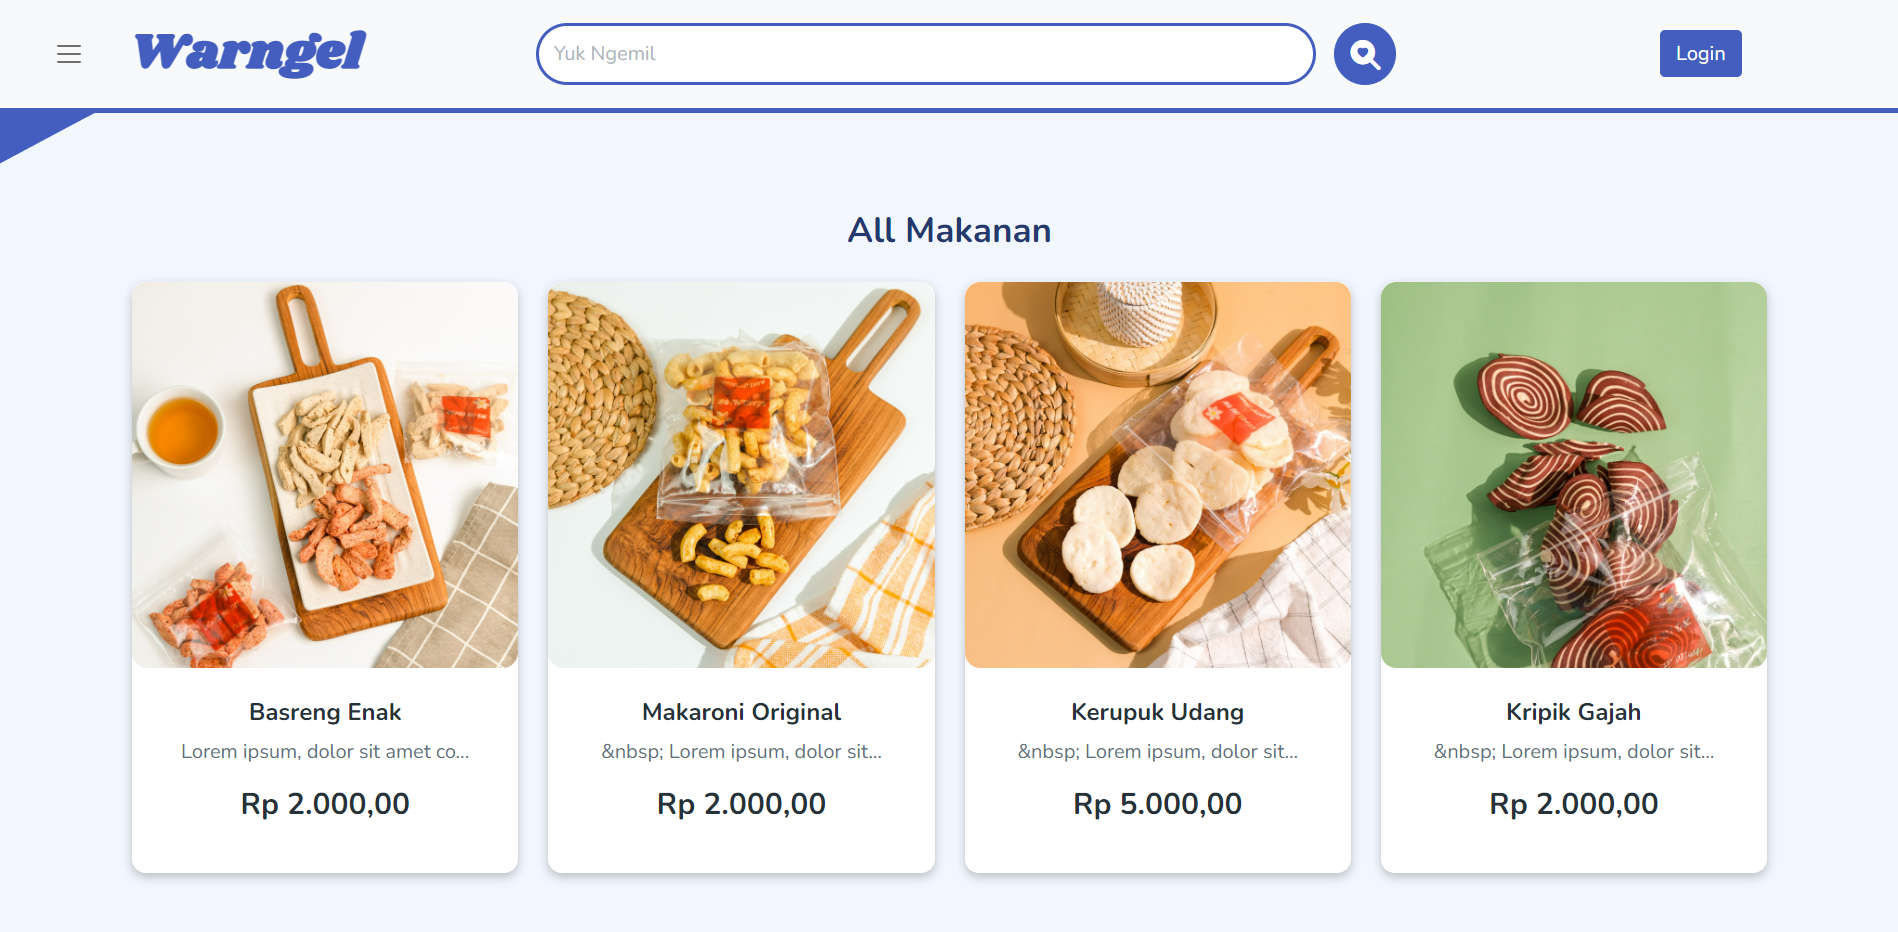 Warngel
Yuk Ngemil
Login
All Makanan
Basreng Enak
Lorem ipsum, dolor sit amet co...
Rp 2.000,00
Makaroni Original
&nbsp; Lorem ipsum, dolor sit...
Rp 2.000,00
Kerupuk Udang
&nbsp; Lorem ipsum, dolor sit...
Rp 5.000,00
Kripik Gajah
&nbsp; Lorem ipsum, dolor sit...
Rp 2.000,00